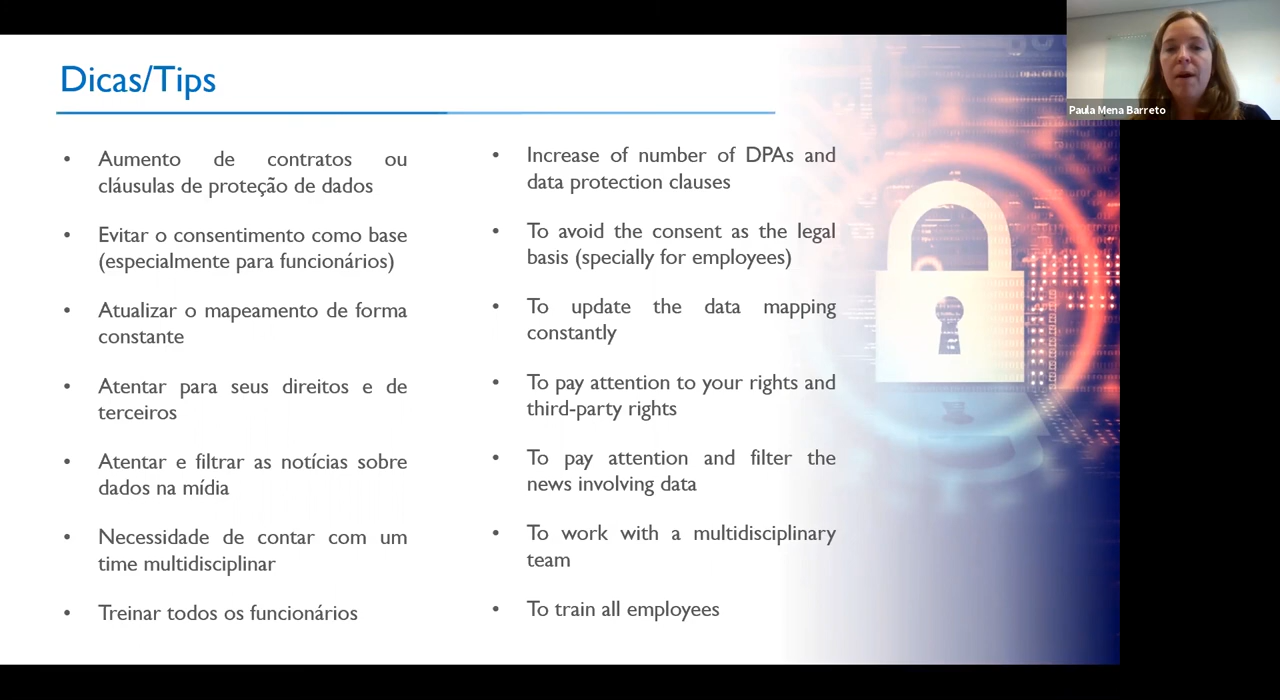 Dicas/Tips
Aumento de contratos ou
cláusulas de proteção de dados
Evitar o consentimento como base
(especialmente para funcionários)
Atualizar o mapeamento de forma
constante
Atentar para seus direitos e de
terceiros
Atentar e filtrar as notícias sobre
dados na mídia
Necessidade de contar com um
time multidisciplinar
Treinar todos os funcionários
Increase of number of DPAs and
data protection clauses
To avoid the consent as the legal
basis (specially for employees)
To update the data mapping
constantly
To pay attention to your rights and
third-party rights
To pay attention and filter the
news involving data
To work with a multidisciplinary
team
To train all employees
Paula Mena Barreto